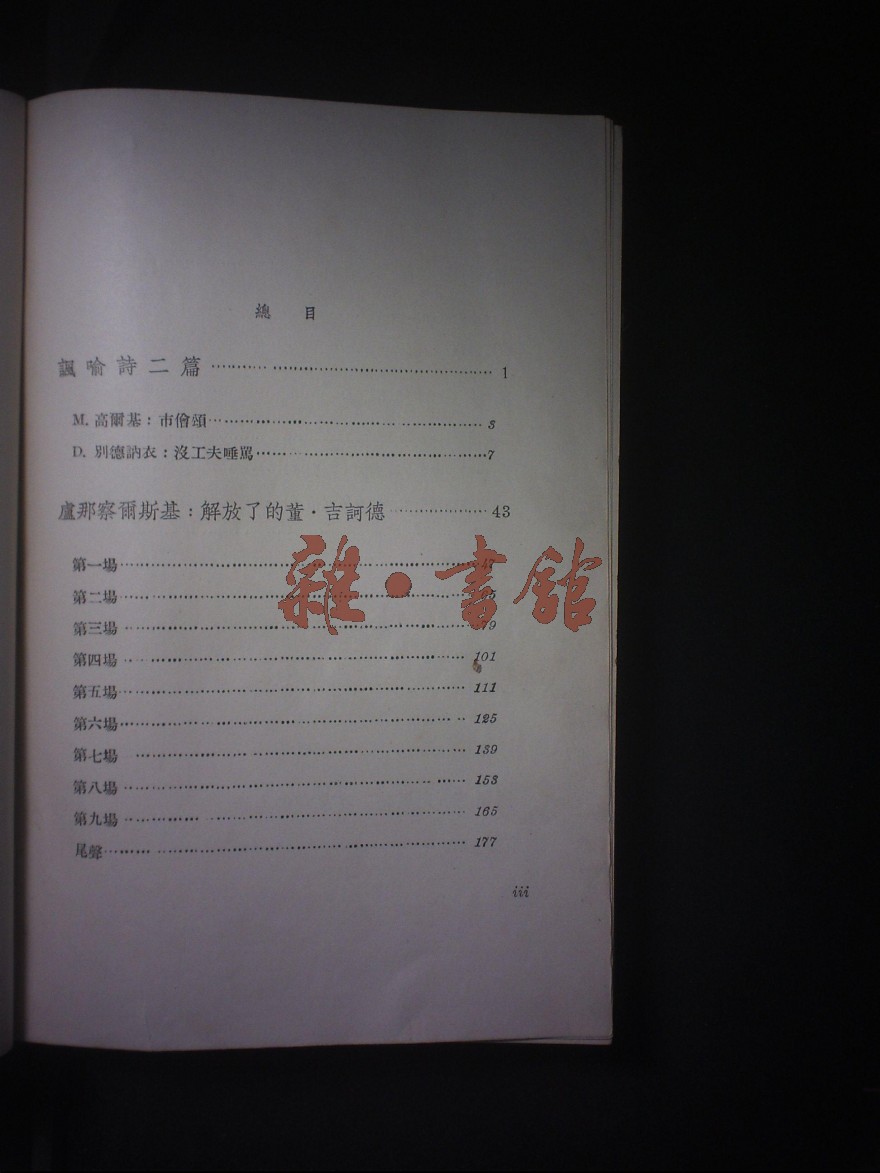 總 目
諷喻詩二篇 ………………………………… 1
M. 高爾基：市儈頌 ………………………………… 3
D. 別德訥衣：沒工夫唾罵 ………………………………… 7
盧那察爾斯基：解放了的董·吉訶德 ……………… 43
第一場 …………………………………
第二場 …………………………………
第三場 …………………………………
第四場 ………………………………… 101
第五場 ………………………………… 111
第六場 ………………………………… 125
第七場 ………………………………… 139
第八場 ………………………………… 153
第九場 ………………………………… 165
尾聲 ………………………………… 177
iii
雜·書館